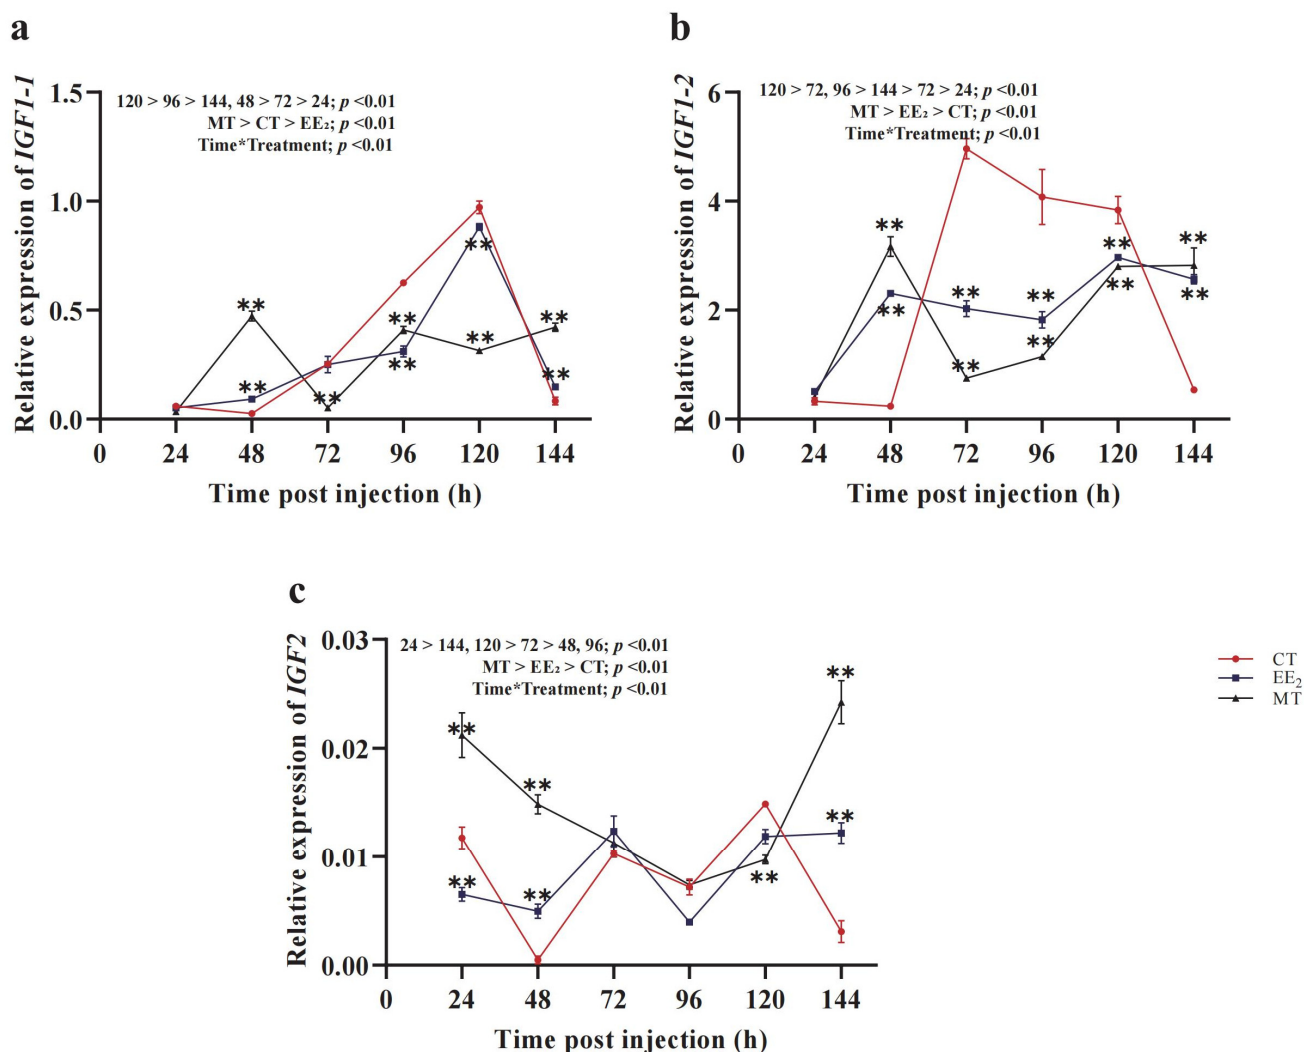 a
Relative expression of IGF1-1
1.5
1.0
0.5
0.0
120 > 96 > 144, 48 > 72 > 24; p <0.01
MT > CT > EE₂; p <0.01
Time*Treatment; p <0.01
**
**
**
**
**
**
**
**
**
0 24 48 72 96 120 144
Time post injection (h)
b
Relative expression of IGF1-2
6
4
2
0
120 > 72, 96 > 144 > 72 > 24; p <0.01
MT > EE₂ > CT; p <0.01
Time*Treatment; p <0.01
**
**
**
**
**
**
**
**
**
**
0 24 48 72 96 120 144
Time post injection (h)
c
Relative expression of IGF2
0.03
0.02
0.01
0.00
24 > 144, 120 > 72 > 48, 96; p <0.01
MT > EE₂ > CT; p <0.01
Time*Treatment; p <0.01
**
**
**
**
**
**
**
0 24 48 72 96 120 144
Time post injection (h)
CT
EE₂
MT